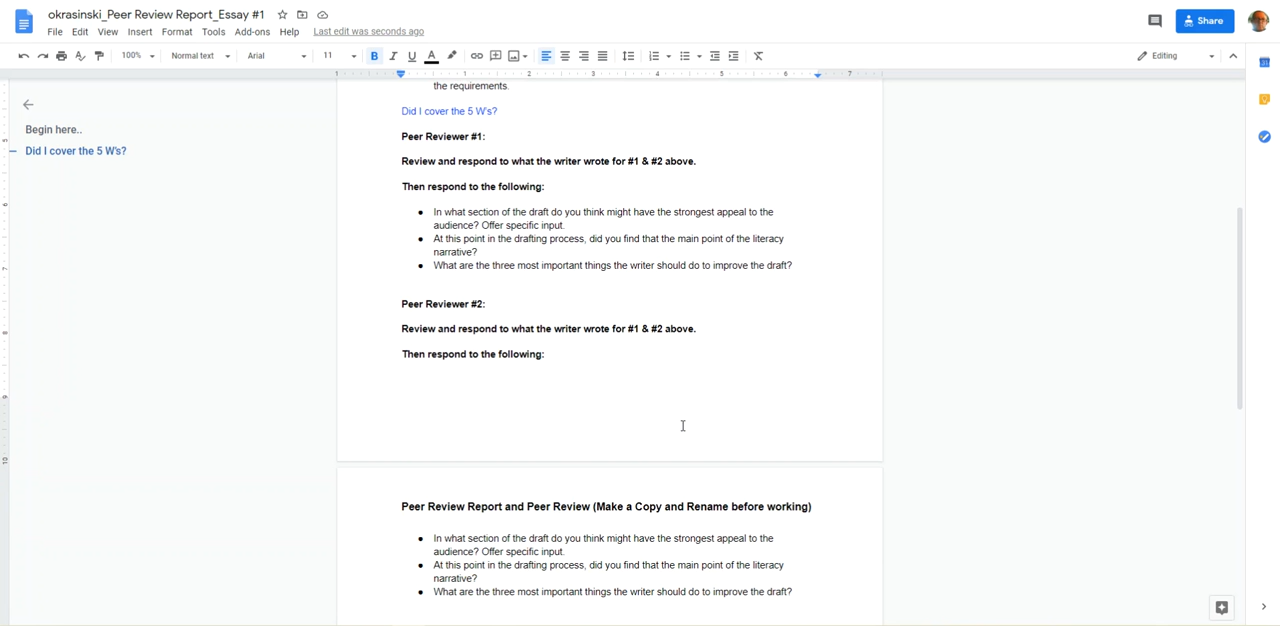 okrasinski_Peer Review Report_Essay #1
File Edit View Insert Format Tools Add-ons Help Last edit was seconds ago
Share
100% Normal text Arial 11 B I U A Editing
1 1 2 3 4 5 6 7
the requirements.
Begin here..
Did I cover the 5 W's?
Did I cover the 5 W's?
Peer Reviewer #1:
Review and respond to what the writer wrote for #1 & #2 above.
Then respond to the following:
In what section of the draft do you think might have the strongest appeal to the
audience? Offer specific input.
At this point in the drafting process, did you find that the main point of the literacy
narrative?
What are the three most important things the writer should do to improve the draft?
Peer Reviewer #2:
Review and respond to what the writer wrote for #1 & #2 above.
Then respond to the following:
Peer Review Report and Peer Review (Make a Copy and Rename before working)
In what section of the draft do you think might have the strongest appeal to the
audience? Offer specific input.
At this point in the drafting process, did you find that the main point of the literacy
narrative?
What are the three most important things the writer should do to improve the draft?